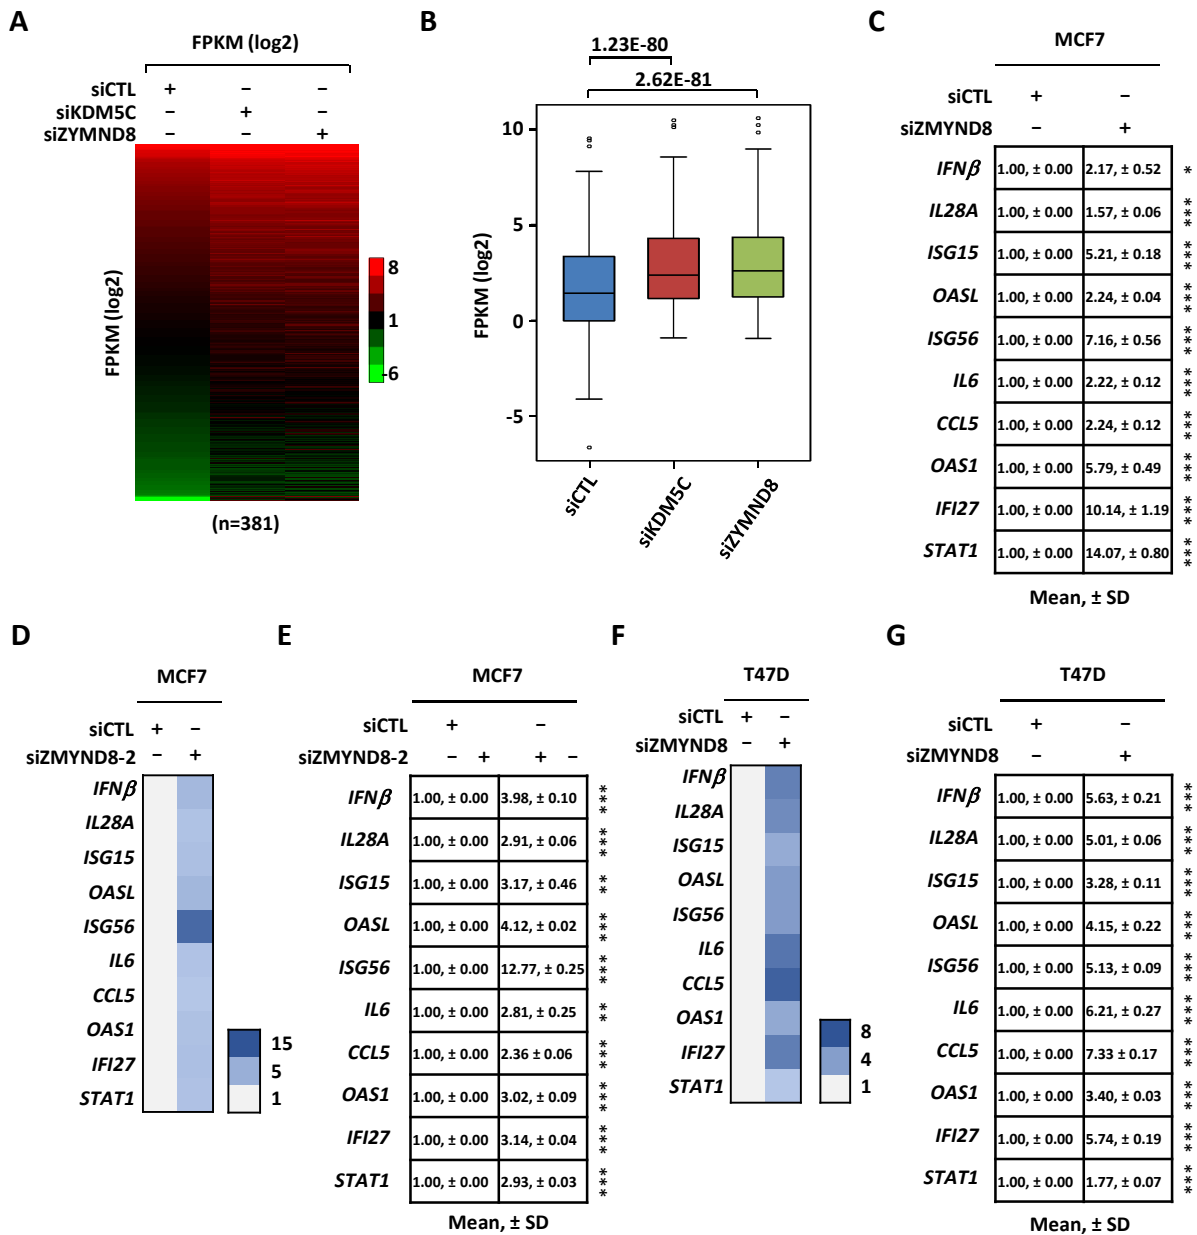 A
FPKM (log2)
siCTL + − −
siKDM5C − + −
siZYMND8 − − +
FPKM (log2)
8
1
-6
(n=381)
B
1.23E-80
2.62E-81
FPKM (log2)
10
5
0
-5
siCTL
siKDM5C
siZYMND8
C
MCF7
siCTL + −
siZMYND8 − +
IFNβ 1.00, ± 0.00 2.17, ± 0.52 *
IL28A 1.00, ± 0.00 1.57, ± 0.06 ***
ISG15 1.00, ± 0.00 5.21, ± 0.18 ***
OASL 1.00, ± 0.00 2.24, ± 0.04 ***
ISG56 1.00, ± 0.00 7.16, ± 0.56 ***
IL6 1.00, ± 0.00 2.22, ± 0.12 ***
CCL5 1.00, ± 0.00 2.24, ± 0.12 ***
OAS1 1.00, ± 0.00 5.79, ± 0.49 ***
IFI27 1.00, ± 0.00 10.14, ± 1.19 ***
STAT1 1.00, ± 0.00 14.07, ± 0.80 ***
Mean, ± SD
D
MCF7
siCTL + −
siZMYND8-2 − +
IFNβ
IL28A
ISG15
OASL
ISG56
IL6
CCL5
OAS1
IFI27
STAT1
15
5
1
E
MCF7
siCTL + −
siZMYND8-2 − + + −
IFNβ 1.00, ± 0.00 3.98, ± 0.10 ***
IL28A 1.00, ± 0.00 2.91, ± 0.06 ***
ISG15 1.00, ± 0.00 3.17, ± 0.46 **
OASL 1.00, ± 0.00 4.12, ± 0.02 ***
ISG56 1.00, ± 0.00 12.77, ± 0.25 ***
IL6 1.00, ± 0.00 2.81, ± 0.25 **
CCL5 1.00, ± 0.00 2.36 ± 0.06 ***
OAS1 1.00, ± 0.00 3.02, ± 0.09 ***
IFI27 1.00, ± 0.00 3.14, ± 0.04 ***
STAT1 1.00, ± 0.00 2.93, ± 0.03 ***
Mean, ± SD
F
T47D
siCTL + −
siZMYND8 − +
IFNβ
IL28A
ISG15
OASL
ISG56
IL6
CCL5
OAS1
IFI27
STAT1
8
4
1
G
T47D
siCTL + −
siZMYND8 − +
IFNβ 1.00, ± 0.00 5.63, ± 0.21 ***
IL28A 1.00, ± 0.00 5.01, ± 0.06 ***
ISG15 1.00, ± 0.00 3.28, ± 0.11 ***
OASL 1.00, ± 0.00 4.15, ± 0.22 ***
ISG56 1.00, ± 0.00 5.13, ± 0.09 ***
IL6 1.00, ± 0.00 6.21, ± 0.27 ***
CCL5 1.00, ± 0.00 7.33 ± 0.17 ***
OAS1 1.00, ± 0.00 3.40, ± 0.03 ***
IFI27 1.00, ± 0.00 5.74, ± 0.19 ***
STAT1 1.00, ± 0.00 1.77, ± 0.07 ***
Mean, ± SD